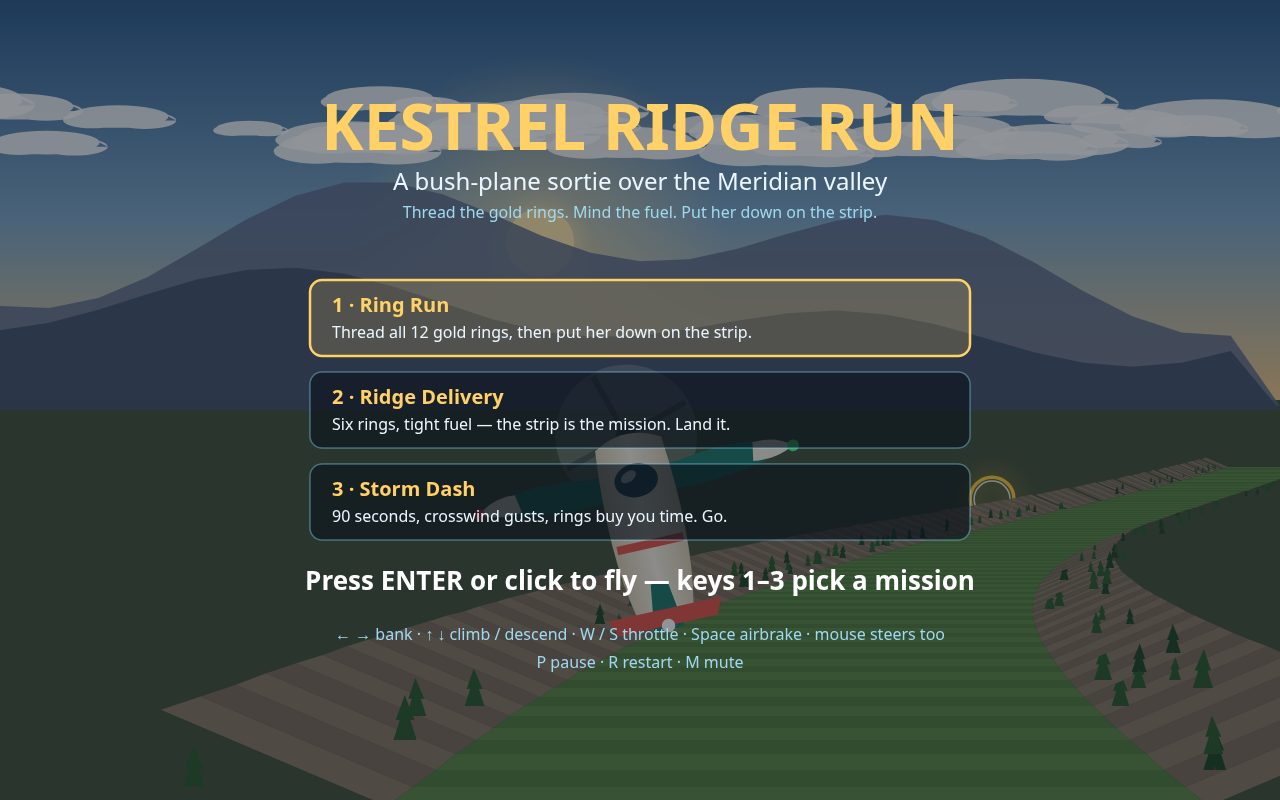 KESTREL RIDGE RUN
A bush-plane sortie over the Meridian valley
Thread the gold rings. Mind the fuel. Put her down on the strip.
1 · Ring Run
Thread all 12 gold rings, then put her down on the strip.
2 · Ridge Delivery
Six rings, tight fuel — the strip is the mission. Land it.
3 · Storm Dash
90 seconds, crosswind gusts, rings buy you time. Go.
Press ENTER or click to fly — keys 1–3 pick a mission
← → bank · ↑ ↓ climb / descend · W / S throttle · Space airbrake · mouse steers too
P pause · R restart · M mute